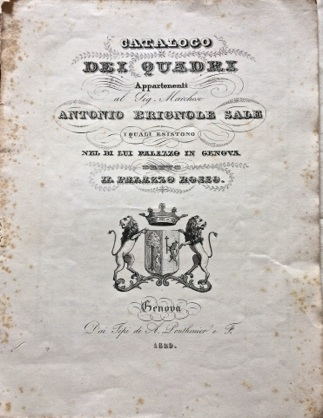 CATALOGO
DEI QUADRI
Appartenenti
al Sig. Marchese
ANTONIO BRIGNOLE SALE
I QUALI ESISTONO
NEL DI LUI PALAZZO IN GENOVA
DETTO
IL PALAZZO ROSSO.
Genova
Dai Tipi di A. Ponthenier e F.
1829.